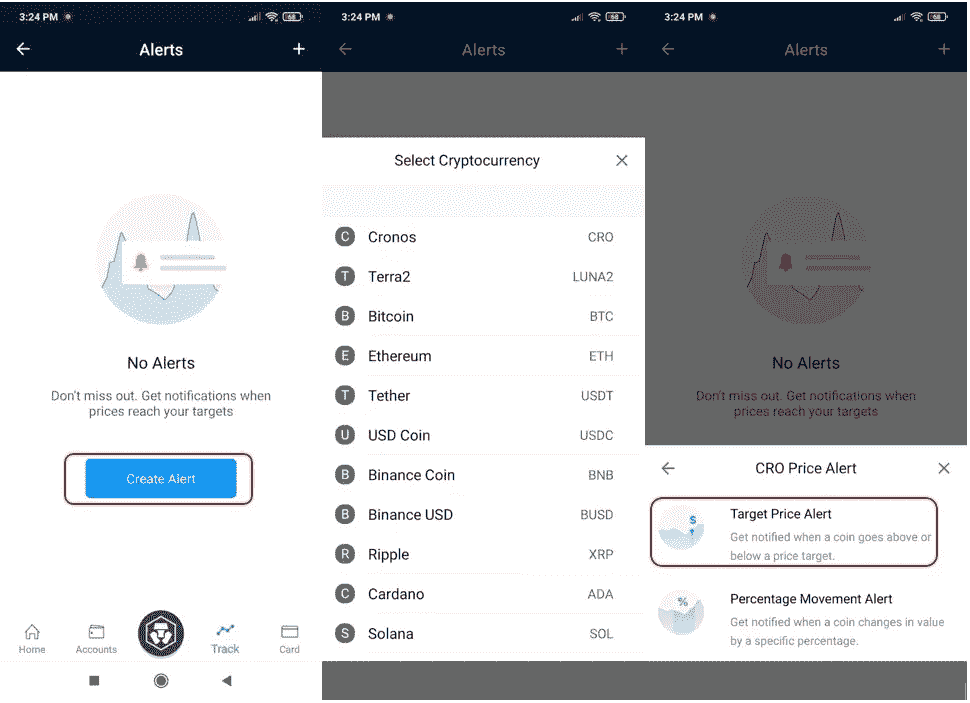 3:24 PM
68
Alerts
+
No Alerts
Don't miss out. Get notifications when
prices reach your targets
Create Alert
Home
Accounts
Track
Card
3:24 PM
68
Alerts
+
Select Cryptocurrency
C Cronos CRO
T Terra2 LUNA2
B Bitcoin BTC
E Ethereum ETH
T Tether USDT
U USD Coin USDC
B Binance Coin BNB
B Binance USD BUSD
R Ripple XRP
C Cardano ADA
S Solana SOL
3:24 PM
68
Alerts
+
No Alerts
Don't miss out. Get notifications when
prices reach your targets
CRO Price Alert
$
Target Price Alert
Get notified when a coin goes above or
below a price target.
%
Percentage Movement Alert
Get notified when a coin changes in value
by a specific percentage.